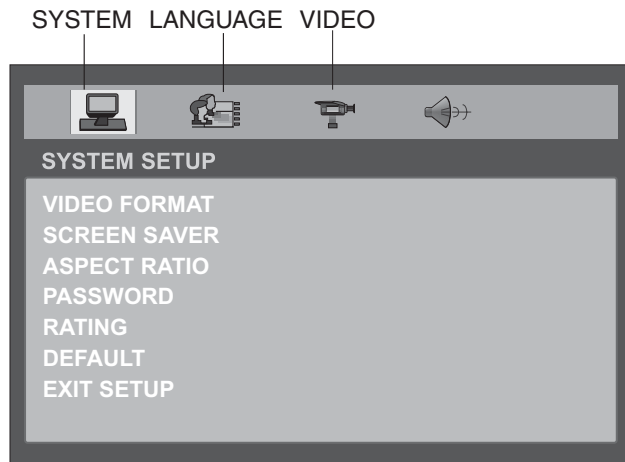 SYSTEM LANGUAGE VIDEO
SYSTEM SETUP
VIDEO FORMAT
SCREEN SAVER
ASPECT RATIO
PASSWORD
RATING
DEFAULT
EXIT SETUP